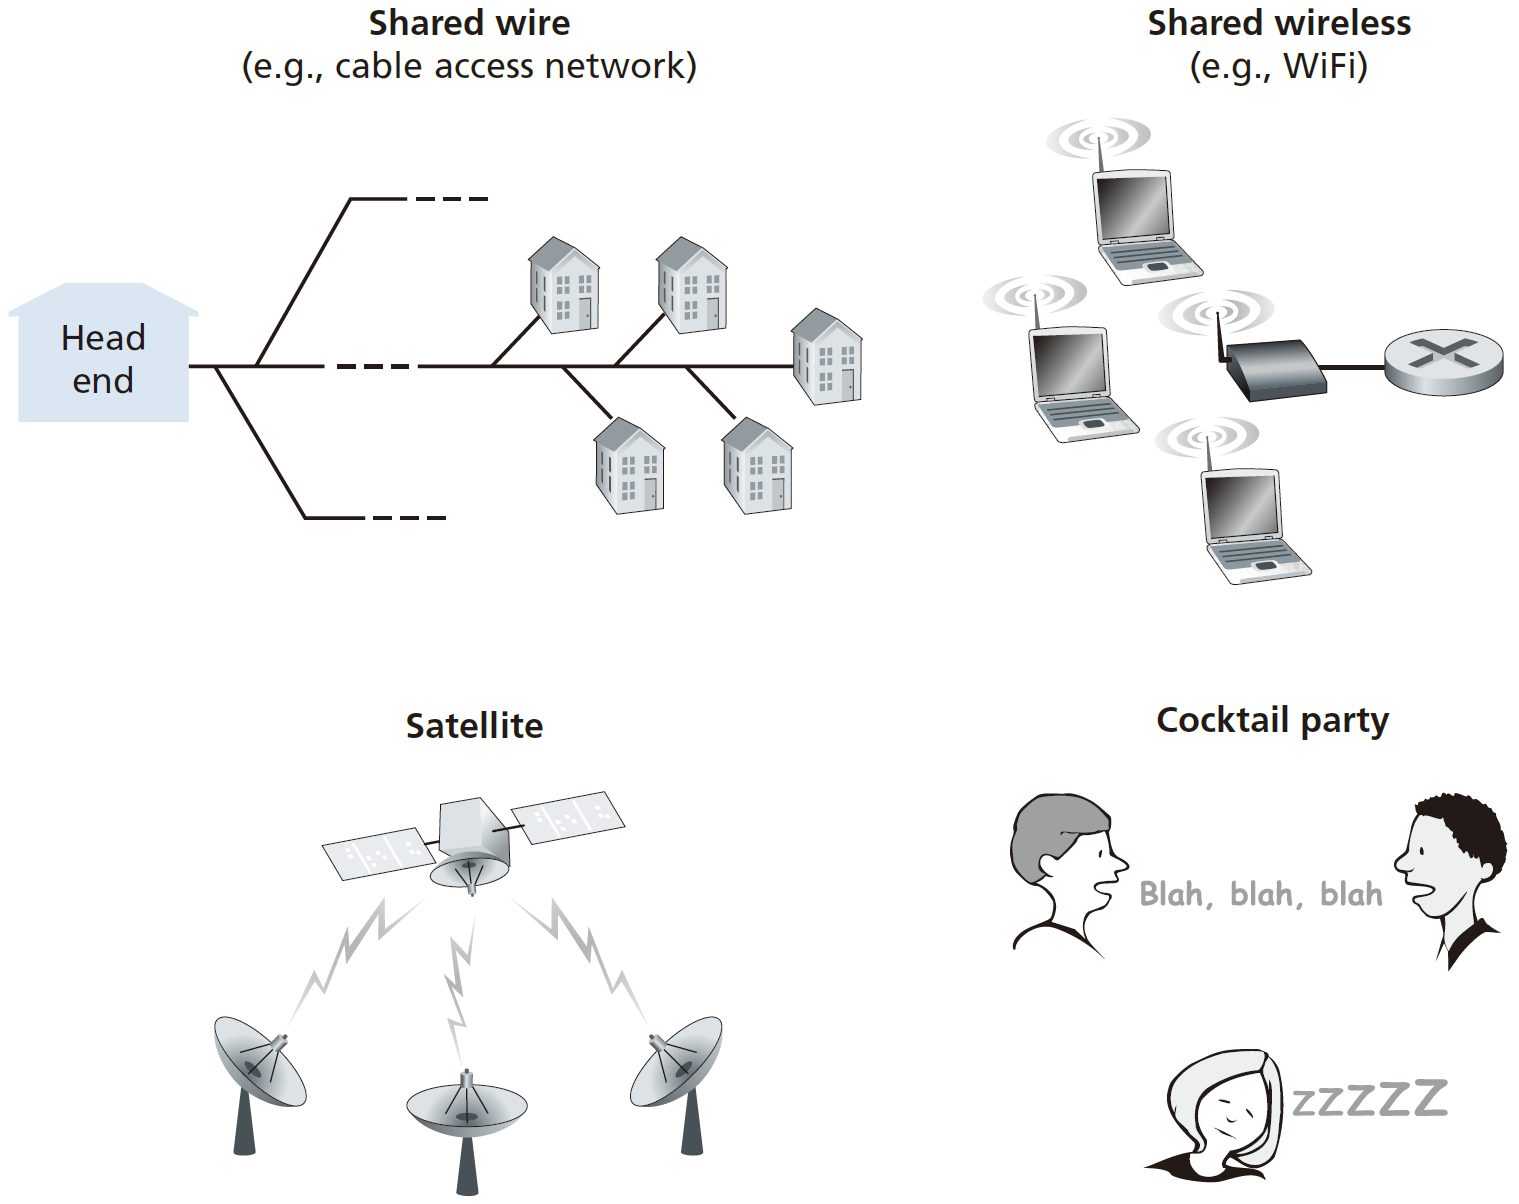 Shared wire
(e.g., cable access network)
Shared wireless
(e.g., WiFi)
Head
end
Satellite
Cocktail party
Blah, blah, blah
zzzzz